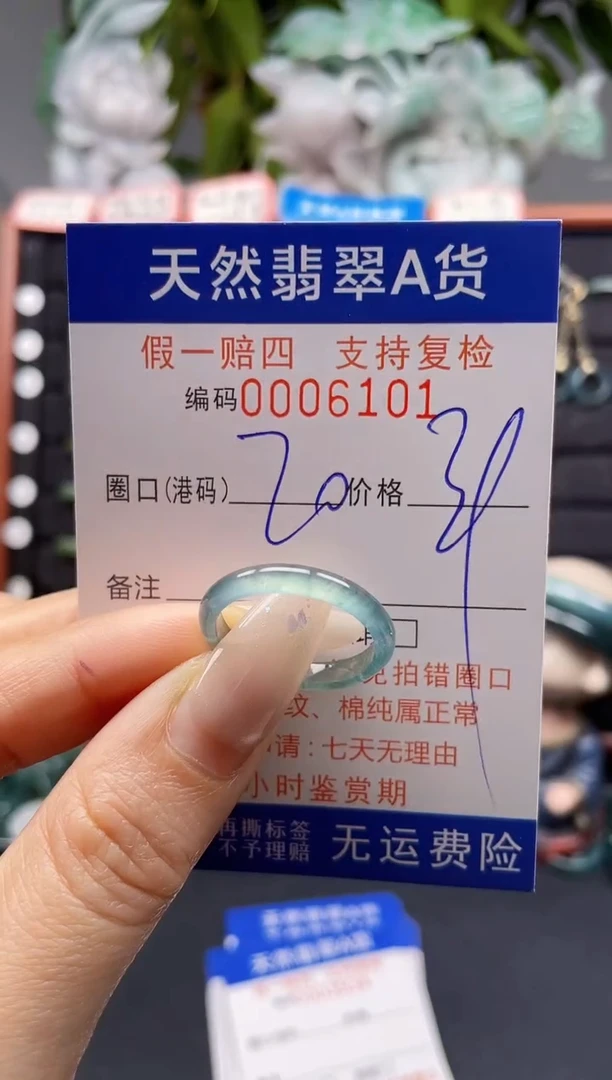 天然翡翠A货
假一赔四 支持复检
编码0006101
圈口(港码) 20 价格
备注
拍错圈口
纹、棉纯属正常
请:七天无理由
小时鉴赏期
再撕标签
不予理赔
无运费险